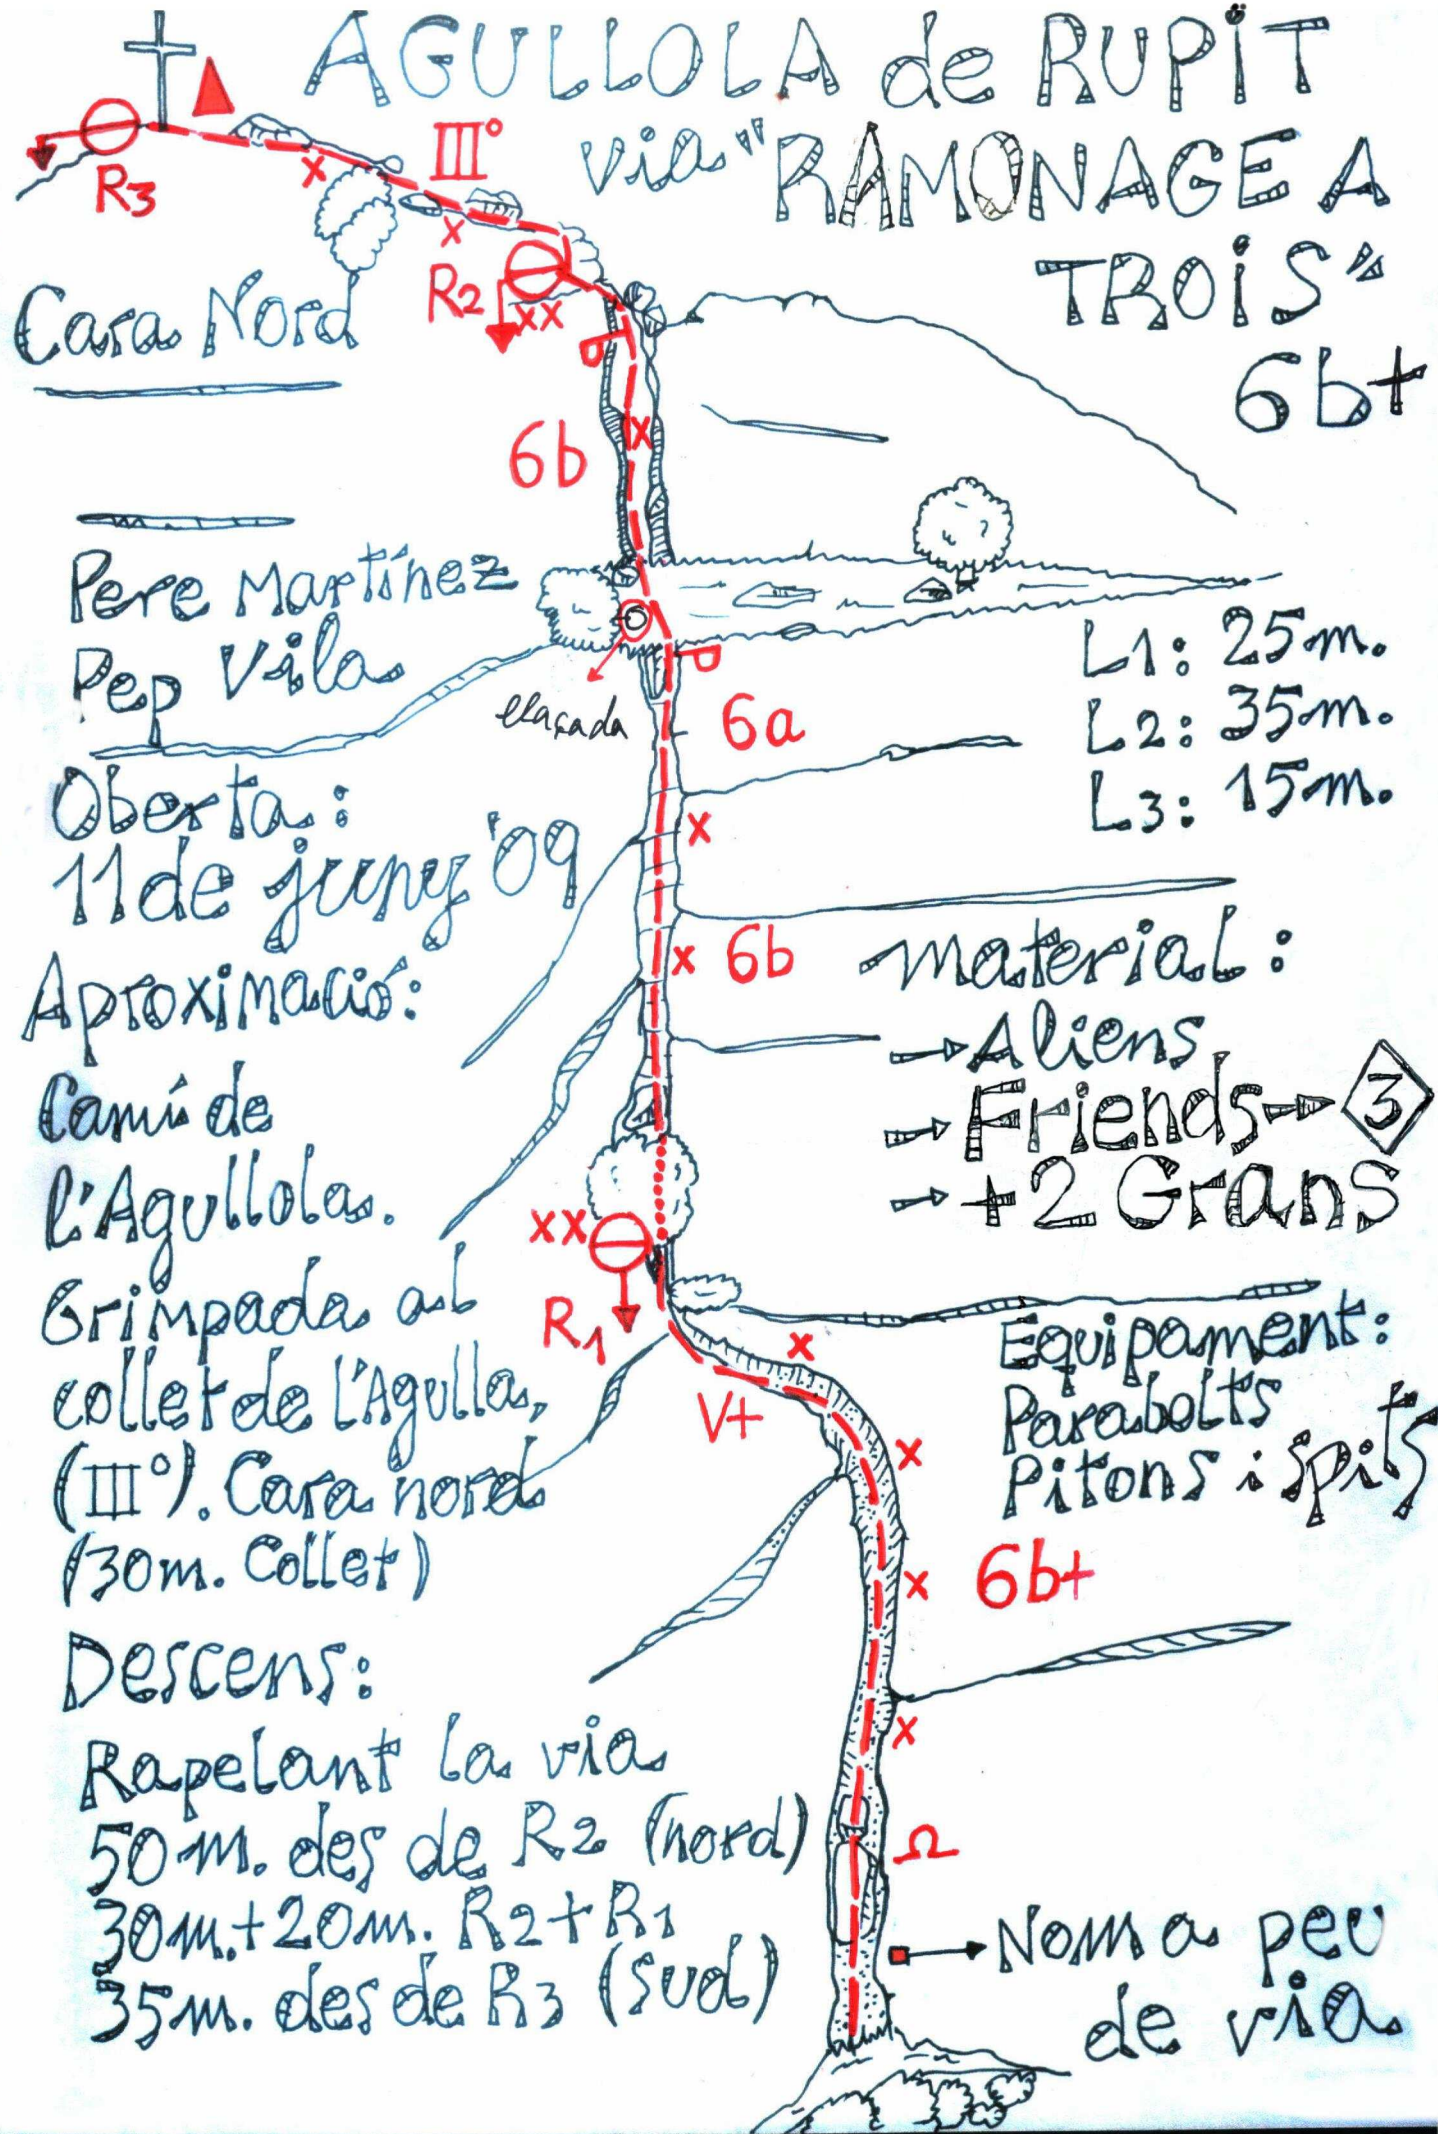 AGULLOLA de RUPÏT
via "RAMONAGE A
TROiS"
6b+
III°
R3
R2
xx
Cara Nord
6b
Pere Martínez
Pep Vila
elaçada
6a
L1: 25m.
L2: 35m.
L3: 15m.
Oberta:
11 de juny '09
6b
material:
Aliens
Friends 3
+2 Grans
Aproximació:
Camí de
l'Agullola.
Grimpada al
collet de l'Agulla,
(III°). Cara nord
(30m. Collet)
xx
R1
V+
Equipament:
Parabolts
Pitons i spits
6b+
Descens:
Rapelant la via
50m. des de R2 (nord)
30m.+20m. R2+R1
35m. des de R3 (Sud)
Ω
Nom a peu
de via